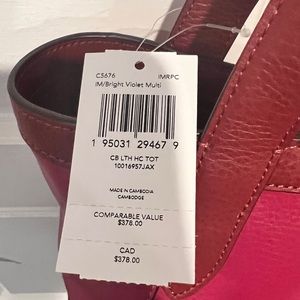 C5676 IMRPC
IM/Bright Violet Multi
1 95031 29467 9
CB LTH HC TOT
10016957JAX
MADE IN CAMBODIA
CAMBODGE
COMPARABLE VALUE
$378.00
CAD
$378.00